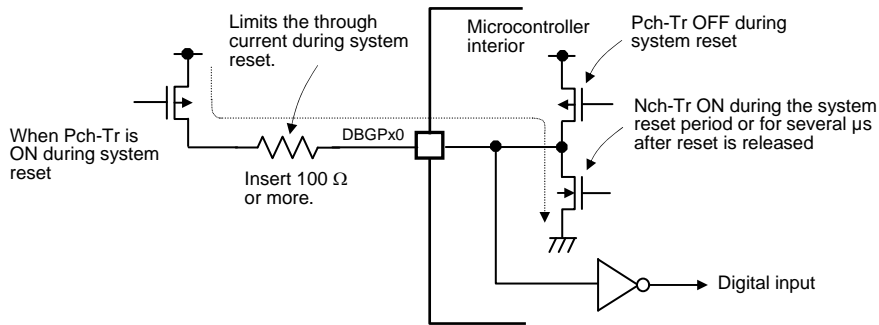 Limits the through
current during system
reset.
Microcontroller
interior
Pch-Tr OFF during
system reset
When Pch-Tr is
ON during system
reset
DBGPx0
Insert 100 Ω
or more.
Nch-Tr ON during the system
reset period or for several µs
after reset is released
Digital input